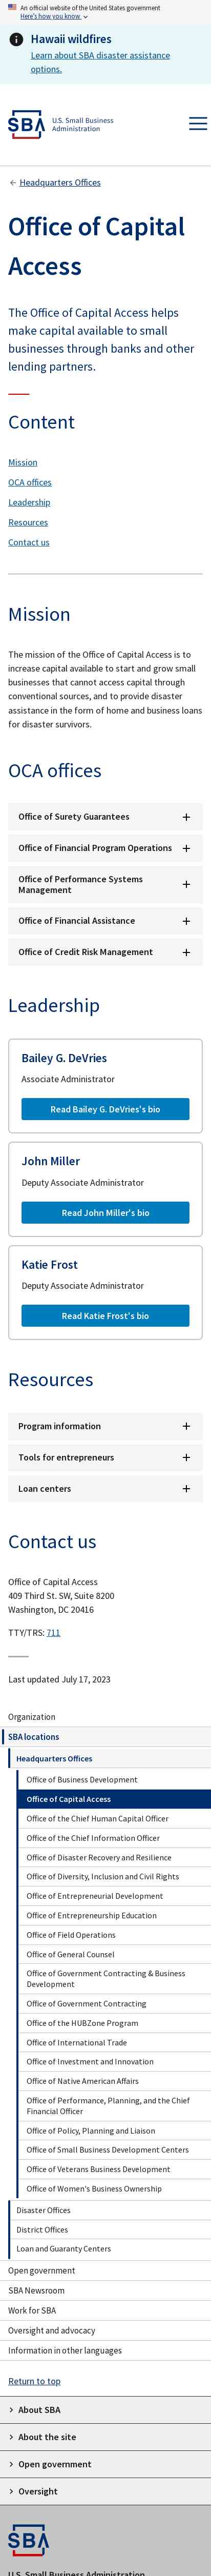 An official website of the United States government
Here's how you know
Hawaii wildfires
Learn about SBA disaster assistance
options.
SBA
U.S. Small Business
Administration
Headquarters Offices
Office of Capital
Access
The Office of Capital Access helps
make capital available to small
businesses through banks and other
lending partners.
Content
Mission
OCA offices
Leadership
Resources
Contact us
Mission
The mission of the Office of Capital Access is to
increase capital available to start and grow small
businesses that cannot access capital through
conventional sources, and to provide disaster
assistance in the form of home and business loans
for disaster survivors.
OCA offices
Office of Surety Guarantees
Office of Financial Program Operations
Office of Performance Systems
Management
Office of Financial Assistance
Office of Credit Risk Management
Leadership
Bailey G. DeVries
Associate Administrator
Read Bailey G. DeVries's bio
John Miller
Deputy Associate Administrator
Read John Miller's bio
Katie Frost
Deputy Associate Administrator
Read Katie Frost's bio
Resources
Program information
Tools for entrepreneurs
Loan centers
Contact us
Office of Capital Access
409 Third St. SW, Suite 8200
Washington, DC 20416
TTY/TRS: 711
Last updated July 17, 2023
Organization
SBA locations
Headquarters Offices
Office of Business Development
Office of Capital Access
Office of the Chief Human Capital Officer
Office of the Chief Information Officer
Office of Disaster Recovery and Resilience
Office of Diversity, Inclusion and Civil Rights
Office of Entrepreneurial Development
Office of Entrepreneurship Education
Office of Field Operations
Office of General Counsel
Office of Government Contracting & Business
Development
Office of Government Contracting
Office of the HUBZone Program
Office of International Trade
Office of Investment and Innovation
Office of Native American Affairs
Office of Performance, Planning, and the Chief
Financial Officer
Office of Policy, Planning and Liaison
Office of Small Business Development Centers
Office of Veterans Business Development
Office of Women's Business Ownership
Disaster Offices
District Offices
Loan and Guaranty Centers
Open government
SBA Newsroom
Work for SBA
Oversight and advocacy
Information in other languages
Return to top
About SBA
About the site
Open government
Oversight
SBA
U.S. Small Business Administration